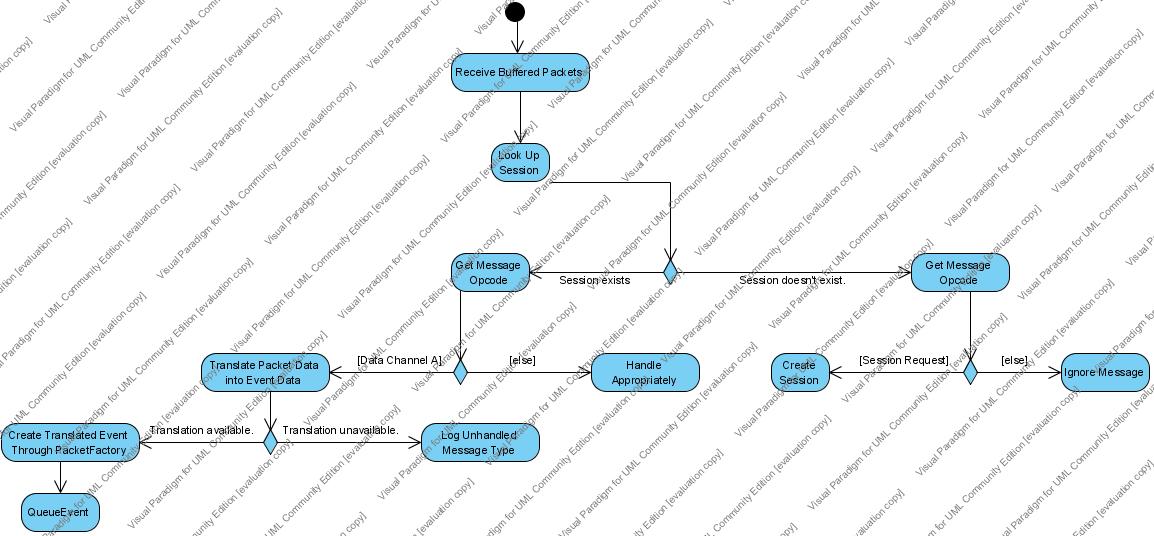 Receive Buffered Packets
Look Up
Session
Get Message
Opcode
Session exists
Session doesn't exist.
Get Message
Opcode
Translate Packet Data
into Event Data
[Data Channel A]
[else]
Handle
Appropriately
Create
Session
[Session Request]
[else]
Ignore Message
Create Translated Event
Through PacketFactory
Translation available.
Translation unavailable.
Log Unhandled
Message Type
QueueEvent
Visual Paradigm for UML Community Edition [evaluation copy]